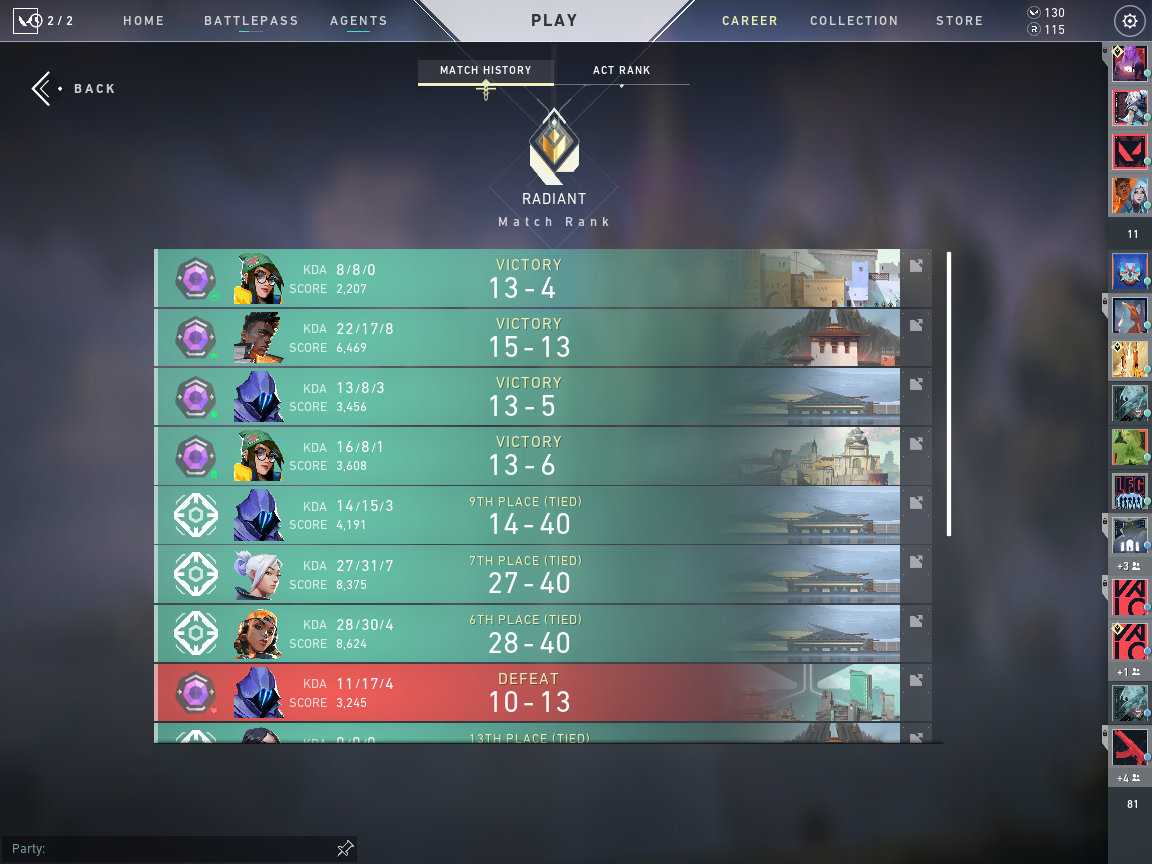 2/2 HOME BATTLEPASS AGENTS PLAY CAREER COLLECTION STORE 130
R 115
BACK
MATCH HISTORY ACT RANK
RADIANT
Match Rank
KDA 8/8/0 VICTORY
SCORE 2,207 13-4
KDA 22/17/8 VICTORY
SCORE 6,469 15-13
KDA 13/8/3 VICTORY
SCORE 3,456 13-5
KDA 16/8/1 VICTORY
SCORE 3,608 13-6
KDA 14/15/3 9TH PLACE (TIED)
SCORE 4,191 14-40
KDA 27/31/7 7TH PLACE (TIED)
SCORE 8,375 27-40
KDA 28/30/4 6TH PLACE (TIED)
SCORE 8,624 28-40
KDA 11/17/4 DEFEAT
SCORE 3,245 10-13
KDA 0/0/0 13TH PLACE (TIED)
11
LFG
+3
+1
+4
81
Party: